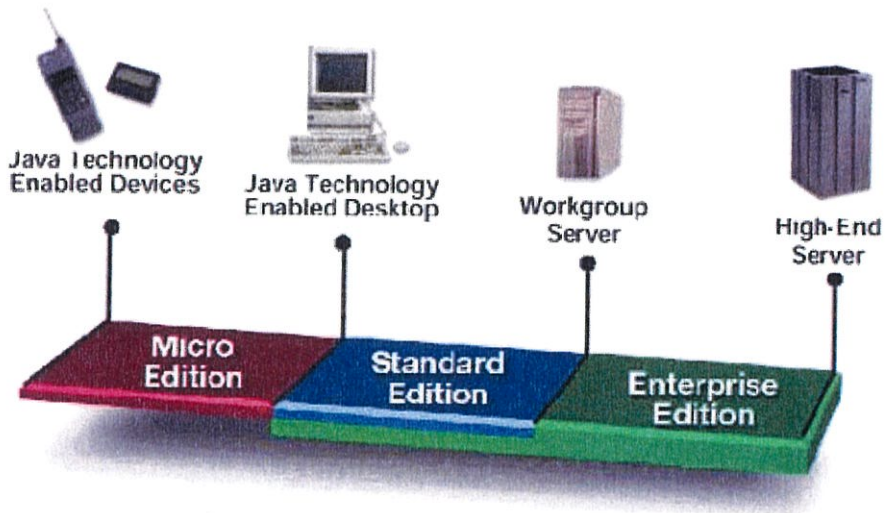 Java Technology
Enabled Devices
Java Technology
Enabled Desktop
Workgroup
Server
High-End
Server
Micro
Edition
Standard
Edition
Enterprise
Edition